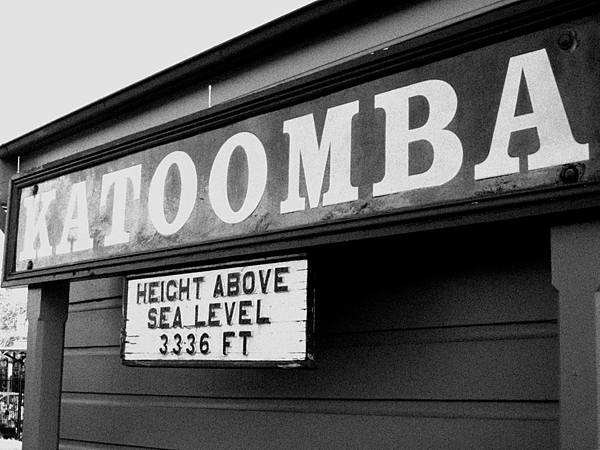 KATOOMBA
HEIGHT ABOVE
SEA LEVEL
3336 FT